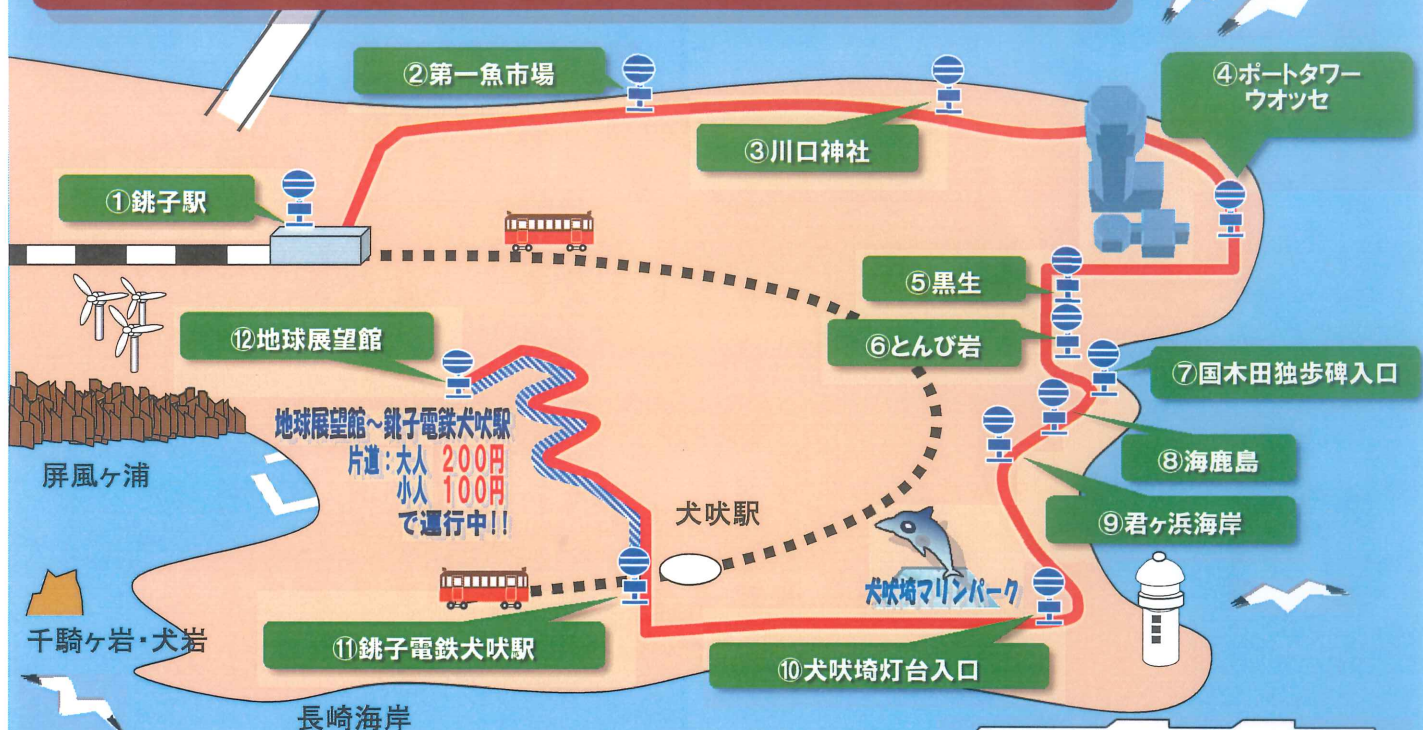 ②第一魚市場
④ポートタワー
ウオッセ
③川口神社
①銚子駅
⑤黒生
⑥とんび岩
⑦国木田独歩碑入口
⑫地球展望館
地球展望館～銚子電鉄犬吠駅
片道：大人 200円
小人 100円
で運行中!!
⑧海鹿島
屏風ヶ浦
犬吠駅
⑨君ヶ浜海岸
犬吠埼マリンパーク
千騎ヶ岩・犬岩
⑪銚子電鉄犬吠駅
⑩犬吠埼灯台入口
長崎海岸